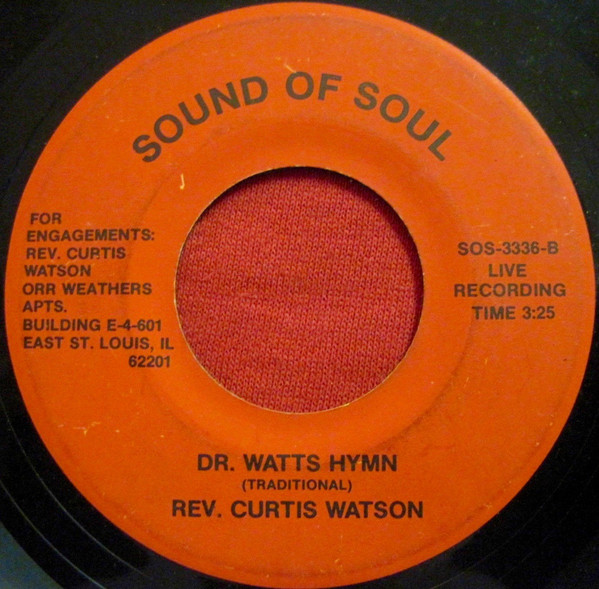 SOUND OF SOUL
FOR
ENGAGEMENTS:
REV. CURTIS
WATSON
ORR WEATHERS
APTS.
BUILDING E-4-601
EAST ST. LOUIS, IL
62201
SOS-3336-B
LIVE
RECORDING
TIME 3:25
DR. WATTS HYMN
(TRADITIONAL)
REV. CURTIS WATSON